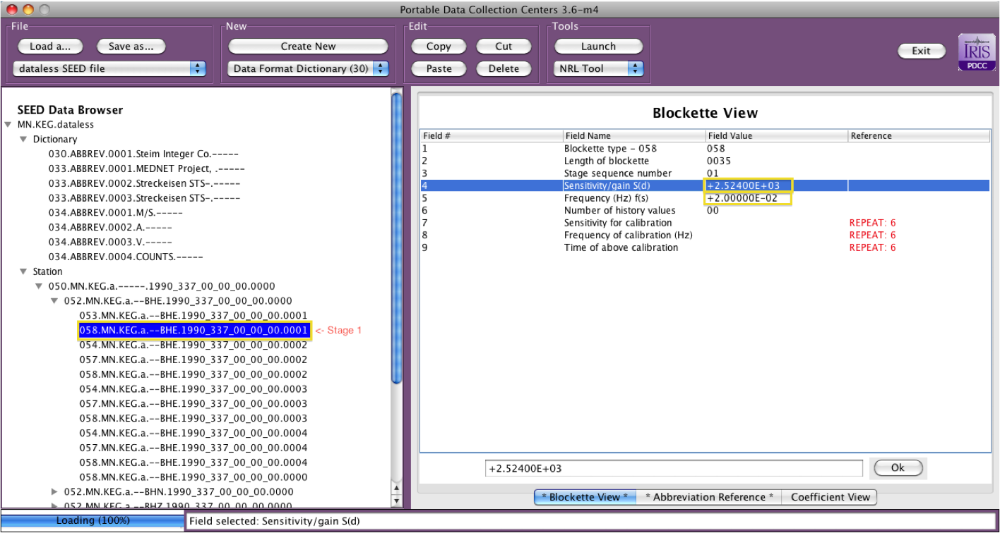 Portable Data Collection Centers 3.6-m4
File
New
Edit
Tools
Load a...
Save as...
Create New
Copy
Cut
Launch
Exit
IRIS
PDCC
dataless SEED file
Data Format Dictionary (30)
Paste
Delete
NRL Tool
SEED Data Browser
MN.KEG.dataless
Dictionary
030.ABBREV.0001.Steim Integer Co.-----
033.ABBREV.0001.MEDNET Project, .-----
033.ABBREV.0002.Streckeisen STS-.-----
033.ABBREV.0003.Streckeisen STS-.-----
034.ABBREV.0001.M/S.-----
034.ABBREV.0002.A.-----
034.ABBREV.0003.V.-----
034.ABBREV.0004.COUNTS.-----
Station
050.MN.KEG.a.-----.1990_337_00_00_00.0000
052.MN.KEG.a.--BHE.1990_337_00_00_00.0000
053.MN.KEG.a.--BHE.1990_337_00_00_00.0001
058.MN.KEG.a.--BHE.1990_337_00_00_00.0001 <- Stage 1
054.MN.KEG.a.--BHE.1990_337_00_00_00.0002
057.MN.KEG.a.--BHE.1990_337_00_00_00.0002
058.MN.KEG.a.--BHE.1990_337_00_00_00.0002
054.MN.KEG.a.--BHE.1990_337_00_00_00.0003
057.MN.KEG.a.--BHE.1990_337_00_00_00.0003
058.MN.KEG.a.--BHE.1990_337_00_00_00.0003
054.MN.KEG.a.--BHE.1990_337_00_00_00.0004
057.MN.KEG.a.--BHE.1990_337_00_00_00.0004
058.MN.KEG.a.--BHE.1990_337_00_00_00.0004
058.MN.KEG.a.--BHE.1990_337_00_00_00.0000
052.MN.KEG.a.--BHN.1990_337_00_00_00.0000
052.MN.KEG.a.--BHZ.1990_337_00_00_00.0000
Blockette View
Field # Field Name Field Value Reference
1 Blockette type - 058 058
2 Length of blockette 0035
3 Stage sequence number 01
4 Sensitivity/gain S(d) +2.52400E+03
5 Frequency (Hz) f(s) +2.00000E-02
6 Number of history values 00
7 Sensitivity for calibration REPEAT: 6
8 Frequency of calibration (Hz) REPEAT: 6
9 Time of above calibration REPEAT: 6
+2.52400E+03
Ok
* Blockette View *
* Abbreviation Reference *
Coefficient View
Loading (100%)
Field selected: Sensitivity/gain S(d)